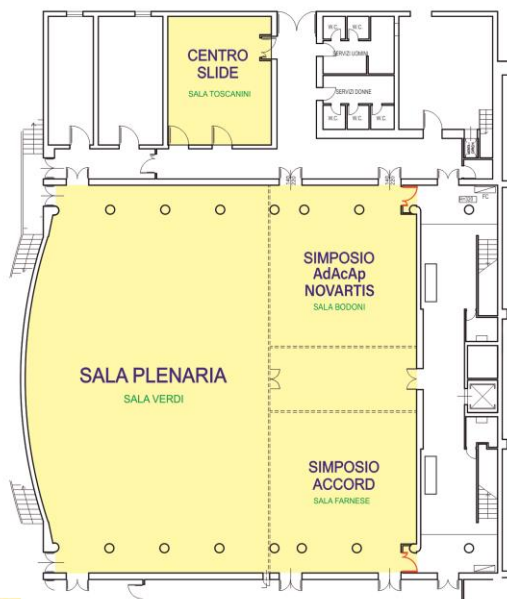 W.C.
W.C.
SERVIZI UOMINI
SERVIZI DONNE
W.C.
W.C.
W.C.
CENTRO
SLIDE
SALA TOSCANINI
SIMPOSIO
AdAcAp
NOVARTIS
SALA BODONI
SALA PLENARIA
SALA VERDI
SIMPOSIO
ACCORD
SALA FARNESE